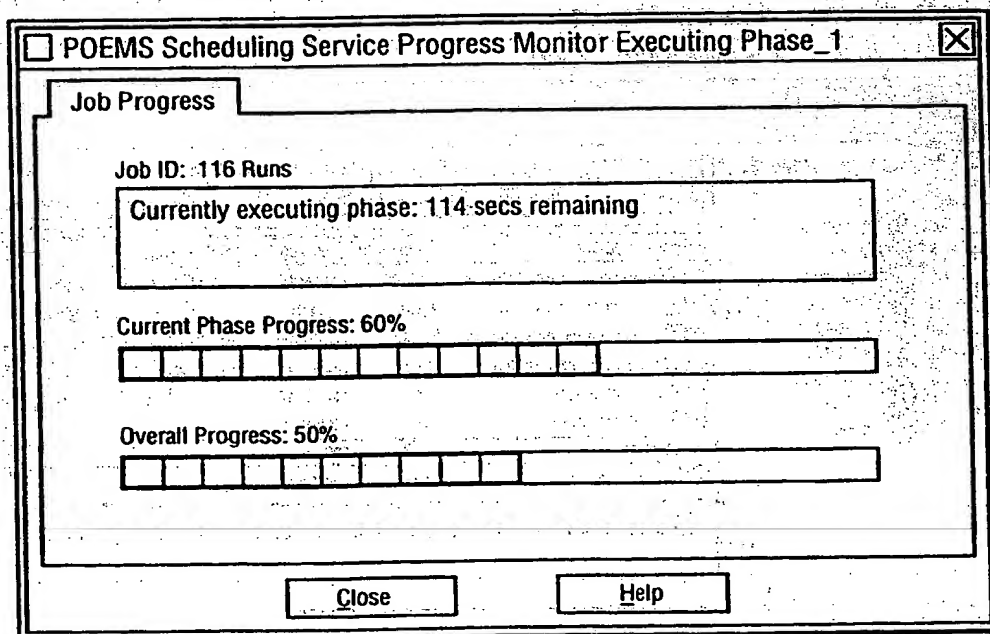 POEMS Scheduling Service Progress Monitor Executing Phase_1
Job Progress
Job ID: 116 Runs
Currently executing phase: 114 secs remaining
Current Phase Progress: 60%
Overall Progress: 50%
Close
Help